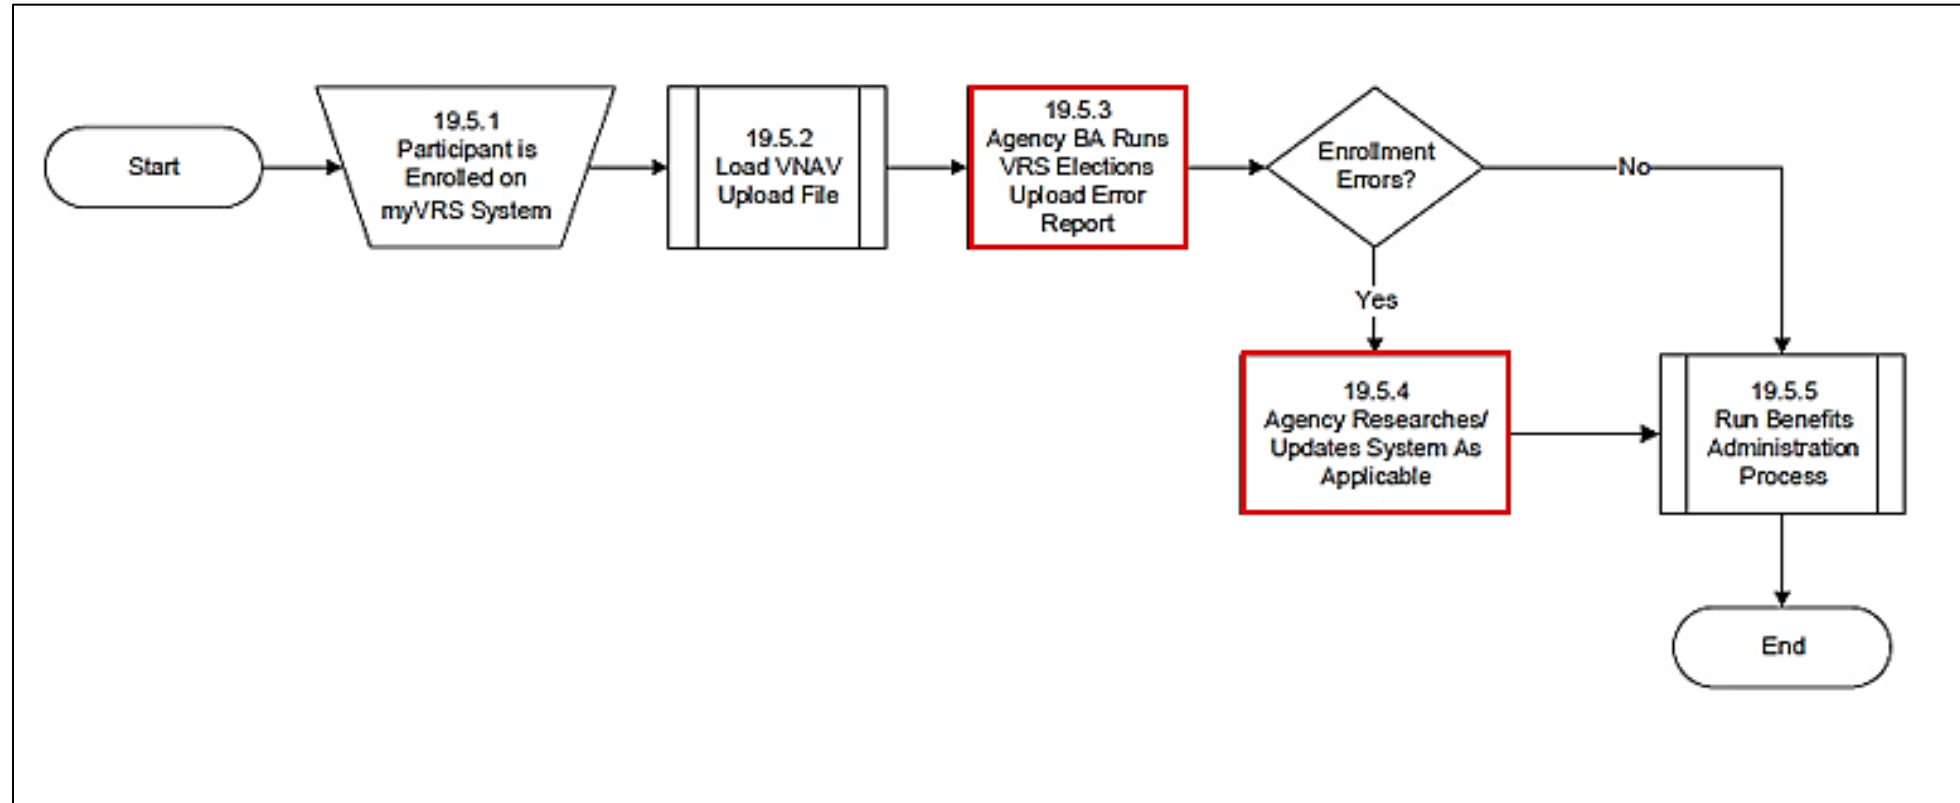 Start
19.5.1
Participant is
Enrolled on
myVRS System
19.5.2
Load VNAV
Upload File
19.5.3
Agency BA Runs
VRS Elections
Upload Error
Report
Enrollment
Errors?
No
Yes
19.5.4
Agency Researches/
Updates System As
Applicable
19.5.5
Run Benefits
Administration
Process
End